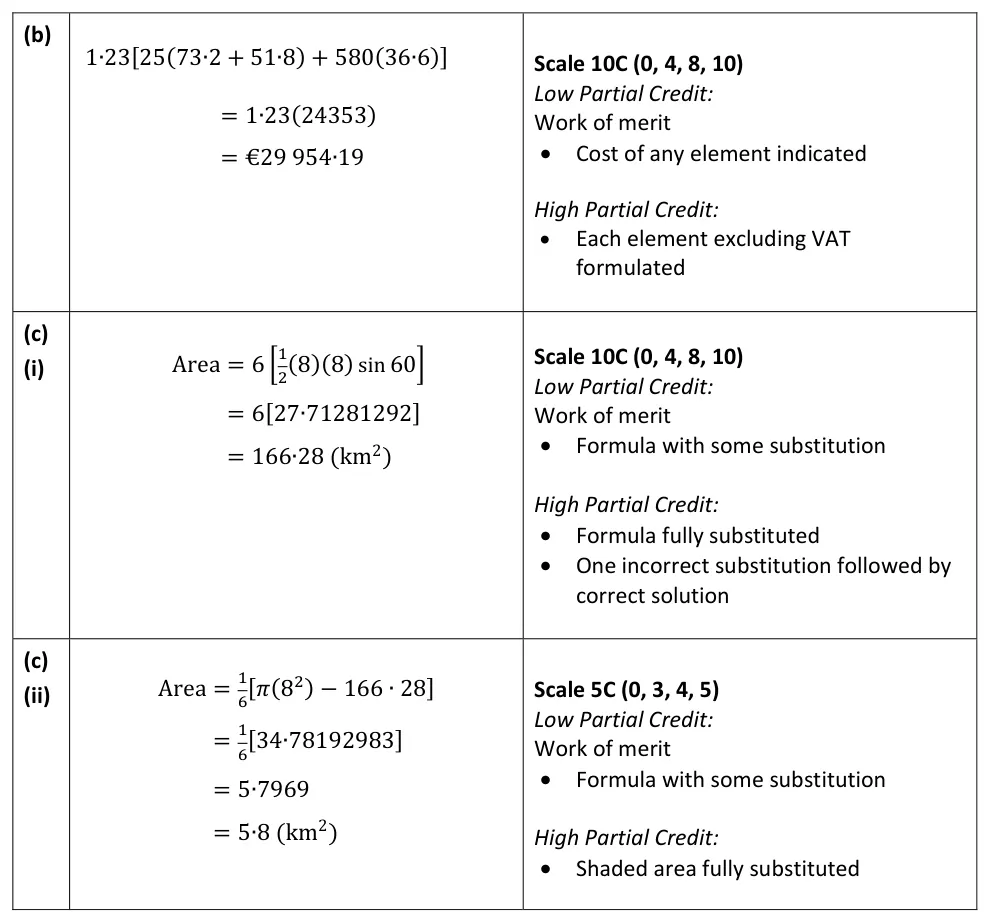 (b)
1·23[25(73·2 + 51·8) + 580(36·6)]
= 1·23(24353)
= €29 954·19
Scale 10C (0, 4, 8, 10)
Low Partial Credit:
Work of merit
• Cost of any element indicated
High Partial Credit:
• Each element excluding VAT
formulated
(c)
(i)
Area = 6 [½(8)(8) sin 60]
= 6[27·71281292]
= 166·28 (km²)
Scale 10C (0, 4, 8, 10)
Low Partial Credit:
Work of merit
• Formula with some substitution
High Partial Credit:
• Formula fully substituted
• One incorrect substitution followed by
correct solution
(c)
(ii)
Area = ⅙[π(8²) − 166 · 28]
= ⅙[34·78192983]
= 5·7969
= 5·8 (km²)
Scale 5C (0, 3, 4, 5)
Low Partial Credit:
Work of merit
• Formula with some substitution
High Partial Credit:
• Shaded area fully substituted